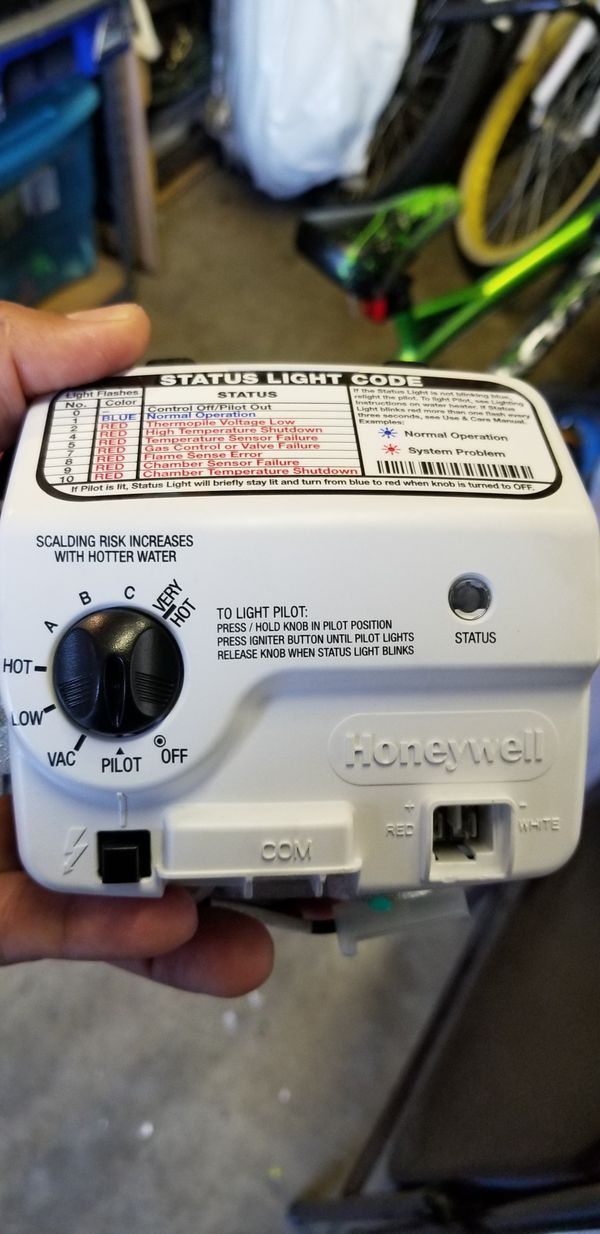 STATUS LIGHT CODE
Light Flashes STATUS
No. Color
0 Control Off/Pilot Out
1 BLUE Normal Operation
2 RED Thermopile Voltage Low
4 RED High Temperature Shutdown
5 RED Temperature Sensor Failure
6 RED Gas Control or Valve Failure
7 RED Flame Sense Error
8 RED Chamber Sensor Failure
10 RED Chamber Temperature Shutdown
If the Status Light is not blinking blue,
relight the pilot. To light Pilot, see Lighting
Instructions on water heater. If Status
Light blinks red more than one flash every
three seconds, see Use & Care Manual.
Examples:
Normal Operation
System Problem
If Pilot is lit, Status Light will briefly stay lit and turn from blue to red when knob is turned to OFF.
SCALDING RISK INCREASES
WITH HOTTER WATER
VERY
HOT
C
B
A
HOT
LOW
VAC
PILOT
OFF
TO LIGHT PILOT:
PRESS / HOLD KNOB IN PILOT POSITION
PRESS IGNITER BUTTON UNTIL PILOT LIGHTS
RELEASE KNOB WHEN STATUS LIGHT BLINKS
STATUS
Honeywell
COM
+ -
RED WHITE